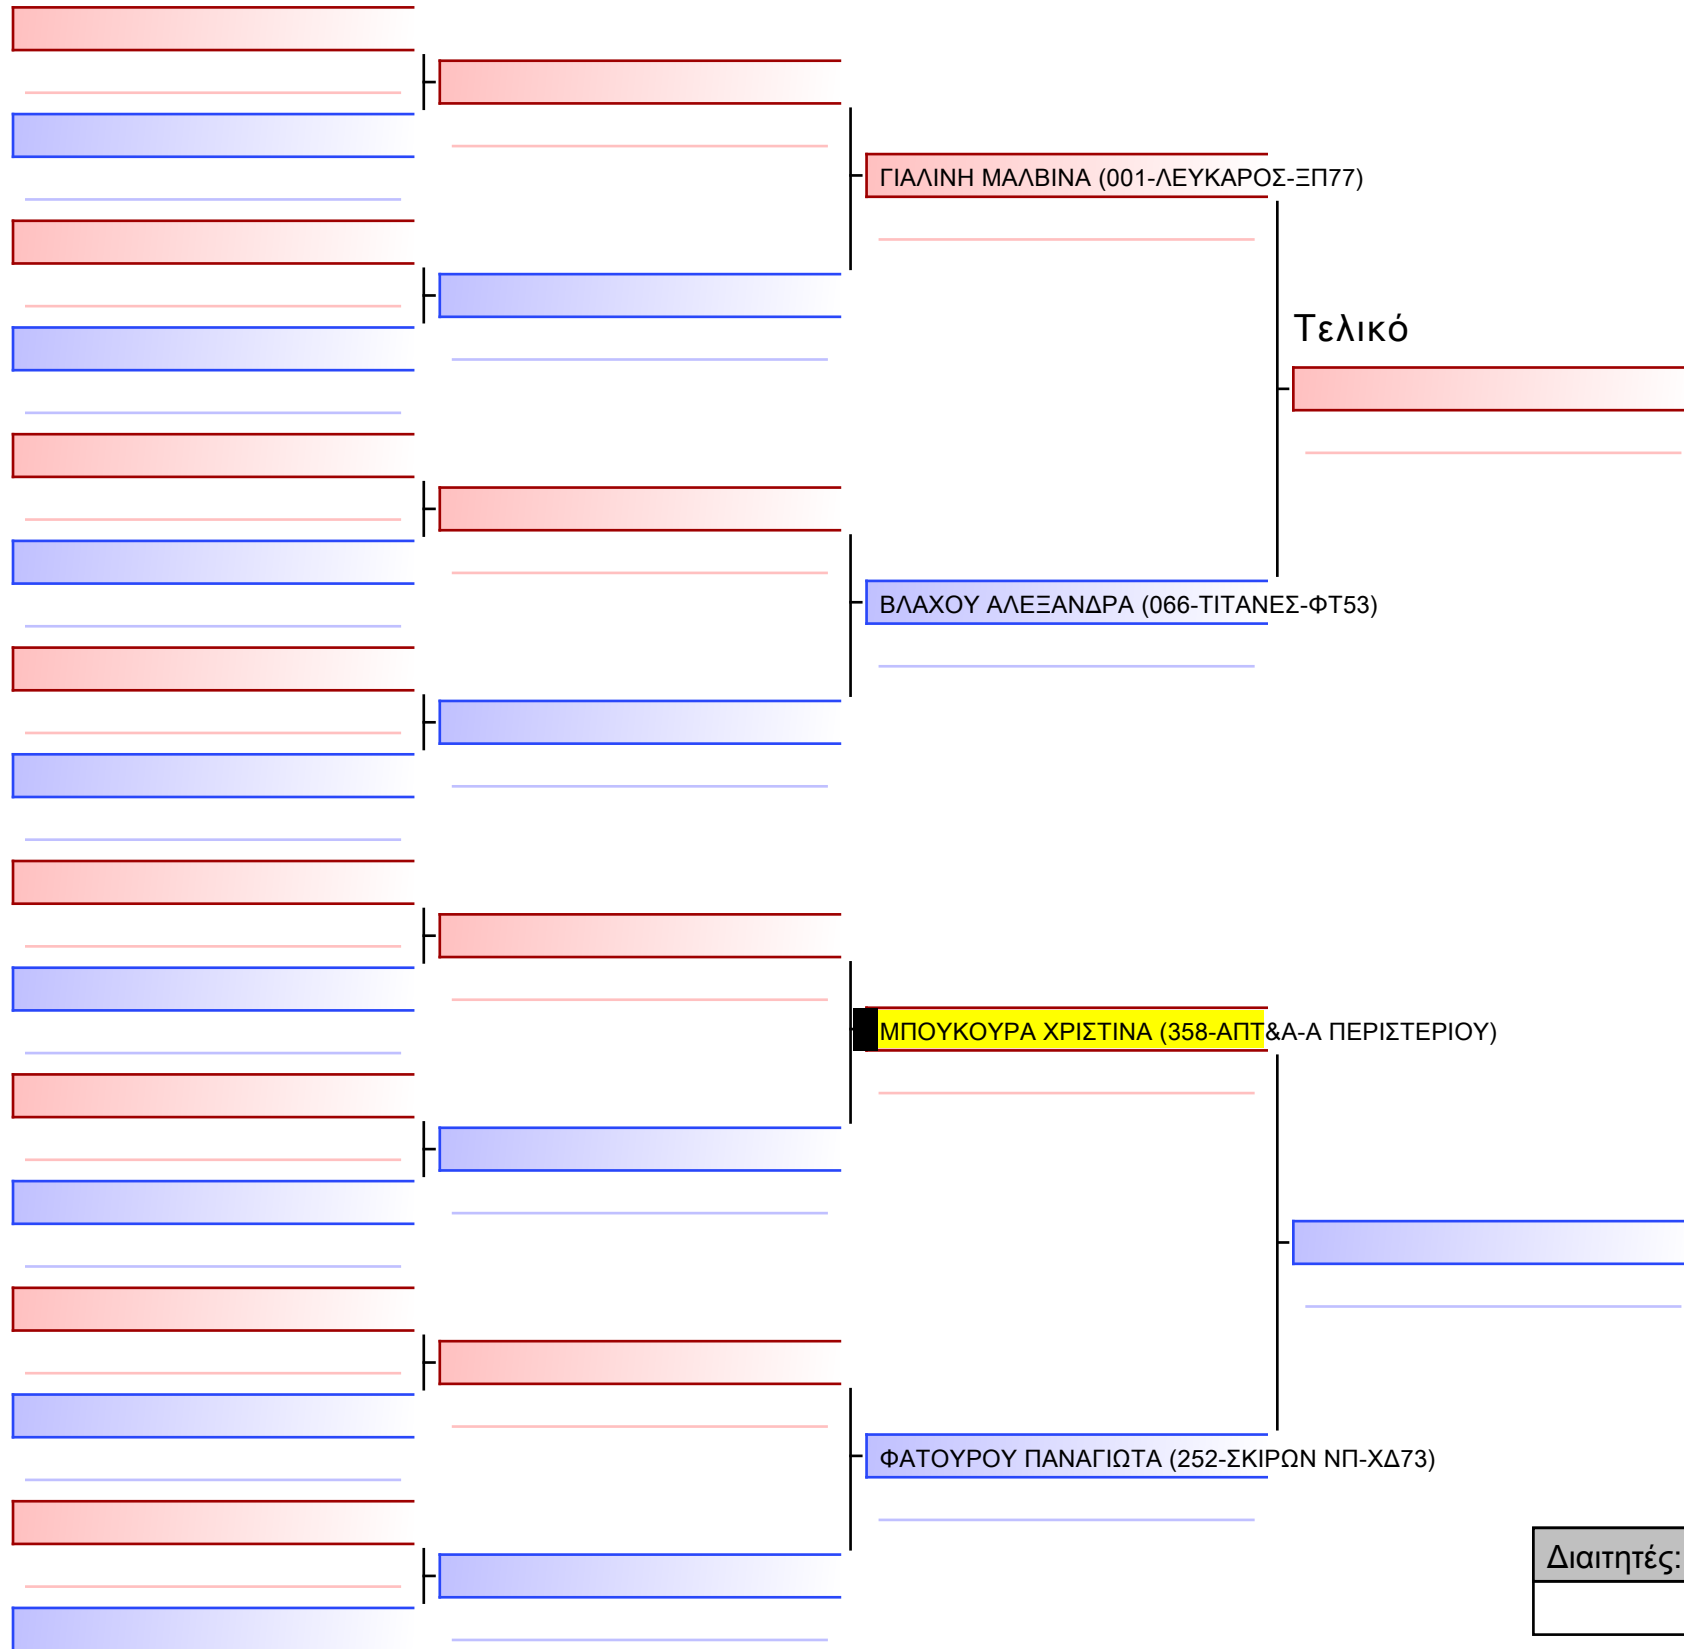 ΓΙΑΛΙΝΗ ΜΑΛΒΙΝΑ (001-ΛΕΥΚΑΡΟΣ-ΞΠ77)
Τελικό
ΒΛΑΧΟΥ ΑΛΕΞΑΝΔΡΑ (066-ΤΙΤΑΝΕΣ-ΦΤ53)
ΜΠΟΥΚΟΥΡΑ ΧΡΙΣΤΙΝΑ (358-ΑΠΤ&Α-Α ΠΕΡΙΣΤΕΡΙΟΥ)
ΦΑΤΟΥΡΟΥ ΠΑΝΑΓΙΩΤΑ (252-ΣΚΙΡΩΝ ΝΠ-ΧΔ73)
Διαιτητές: